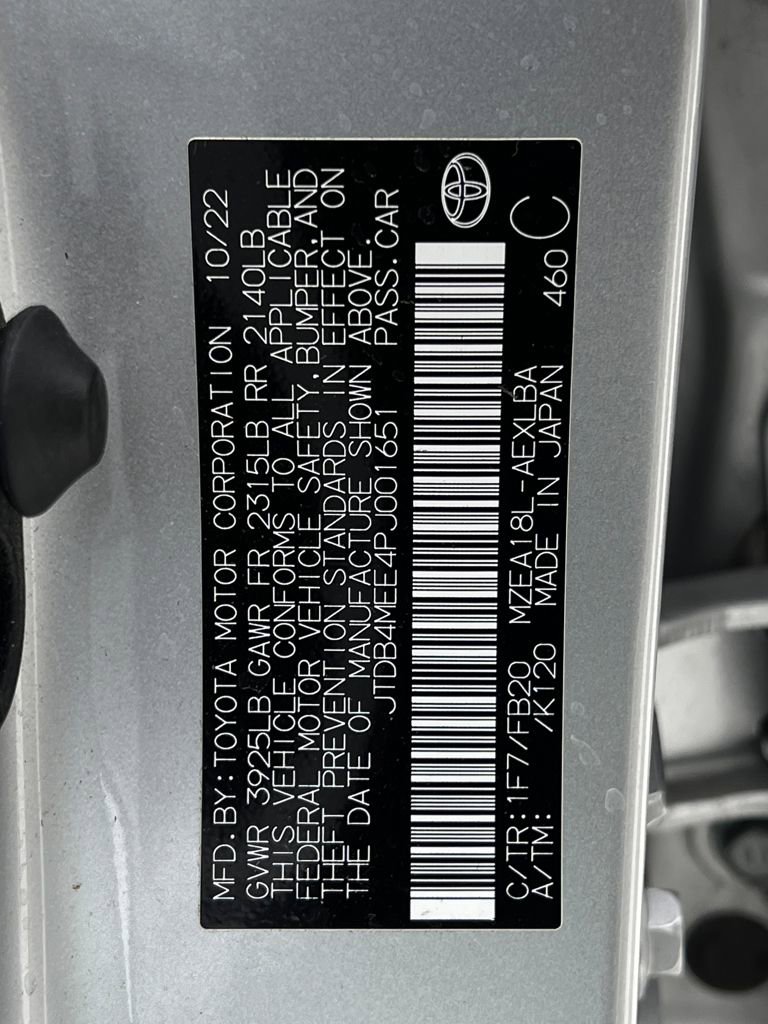 MFD.BY:TOYOTA MOTOR CORPORATION 10/22
GVWR 3925LB GAWR FR 2315LB RR 2140LB
THIS VEHICLE CONFORMS TO ALL APPLICABLE
FEDERAL MOTOR VEHICLE SAFETY,BUMPER,AND
THEFT PREVENTION STANDARDS IN EFFECT ON
THE DATE OF MANUFACTURE SHOWN ABOVE.
JTDB4MEE4PJ001651 PASS.CAR
C/TR:1F7/FB20 MZEA18L-AEXLBA
A/TM: /K120 MADE IN JAPAN 460 C